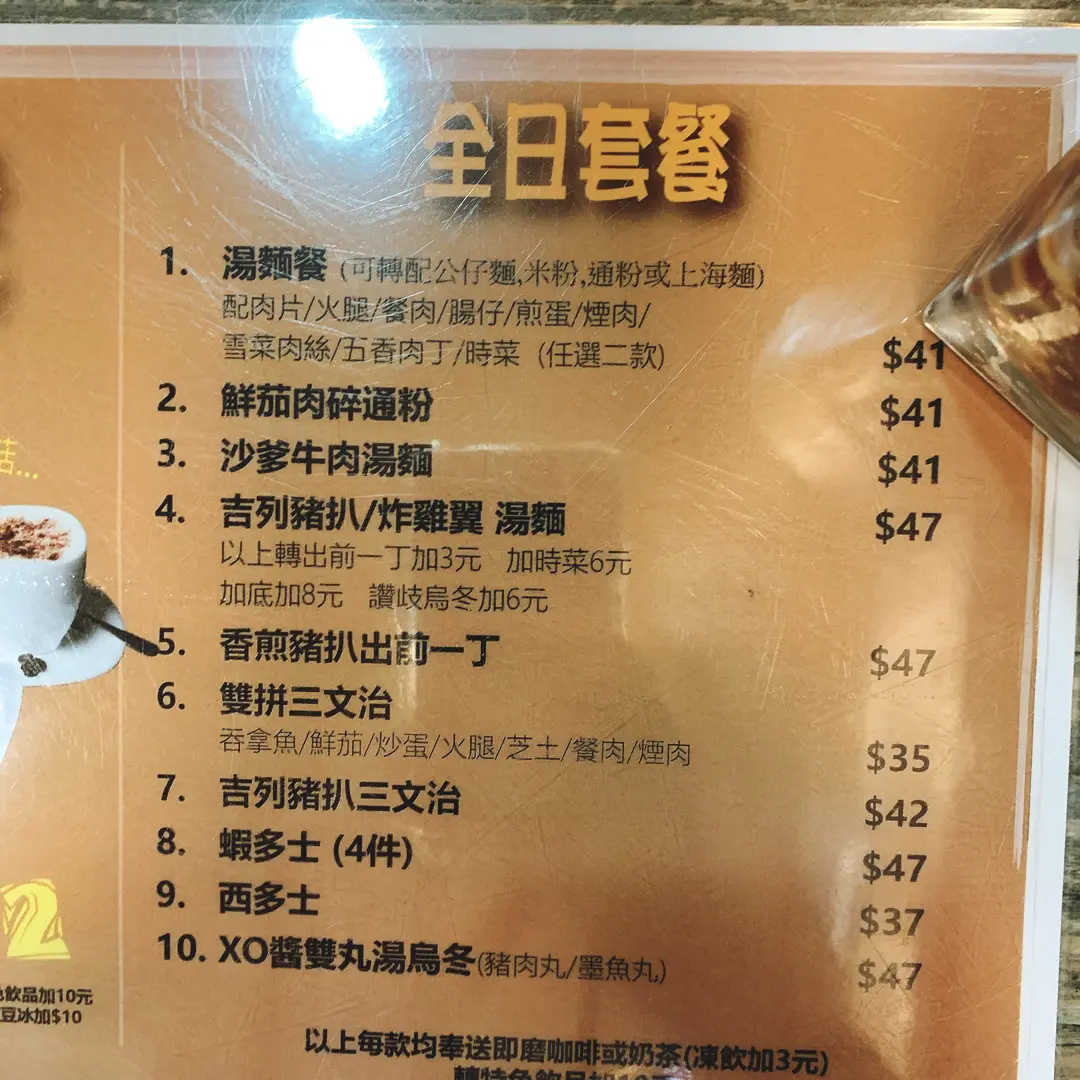 全日套餐
1. 湯麵餐 (可轉配公仔麵,米粉,通粉或上海麵)
配肉片/火腿/餐肉/腸仔/煎蛋/煙肉/
雪菜肉絲/五香肉丁/時菜 (任選二款) $41
2. 鮮茄肉碎通粉 $41
3. 沙爹牛肉湯麵 $41
4. 吉列豬扒/炸雞翼 湯麵 $47
以上轉出前一丁加3元 加時菜6元
加底加8元 讚歧烏冬加6元
5. 香煎豬扒出前一丁 $47
6. 雙拼三文治
吞拿魚/鮮茄/炒蛋/火腿/芝士/餐肉/煙肉 $35
7. 吉列豬扒三文治 $42
8. 蝦多士 (4件) $47
9. 西多士 $37
10. XO醬雙丸湯烏冬(豬肉丸/墨魚丸) $47
以上每款均奉送即磨咖啡或奶茶(凍飲加3元)
菇...
2
飲品加10元
豆冰加$10